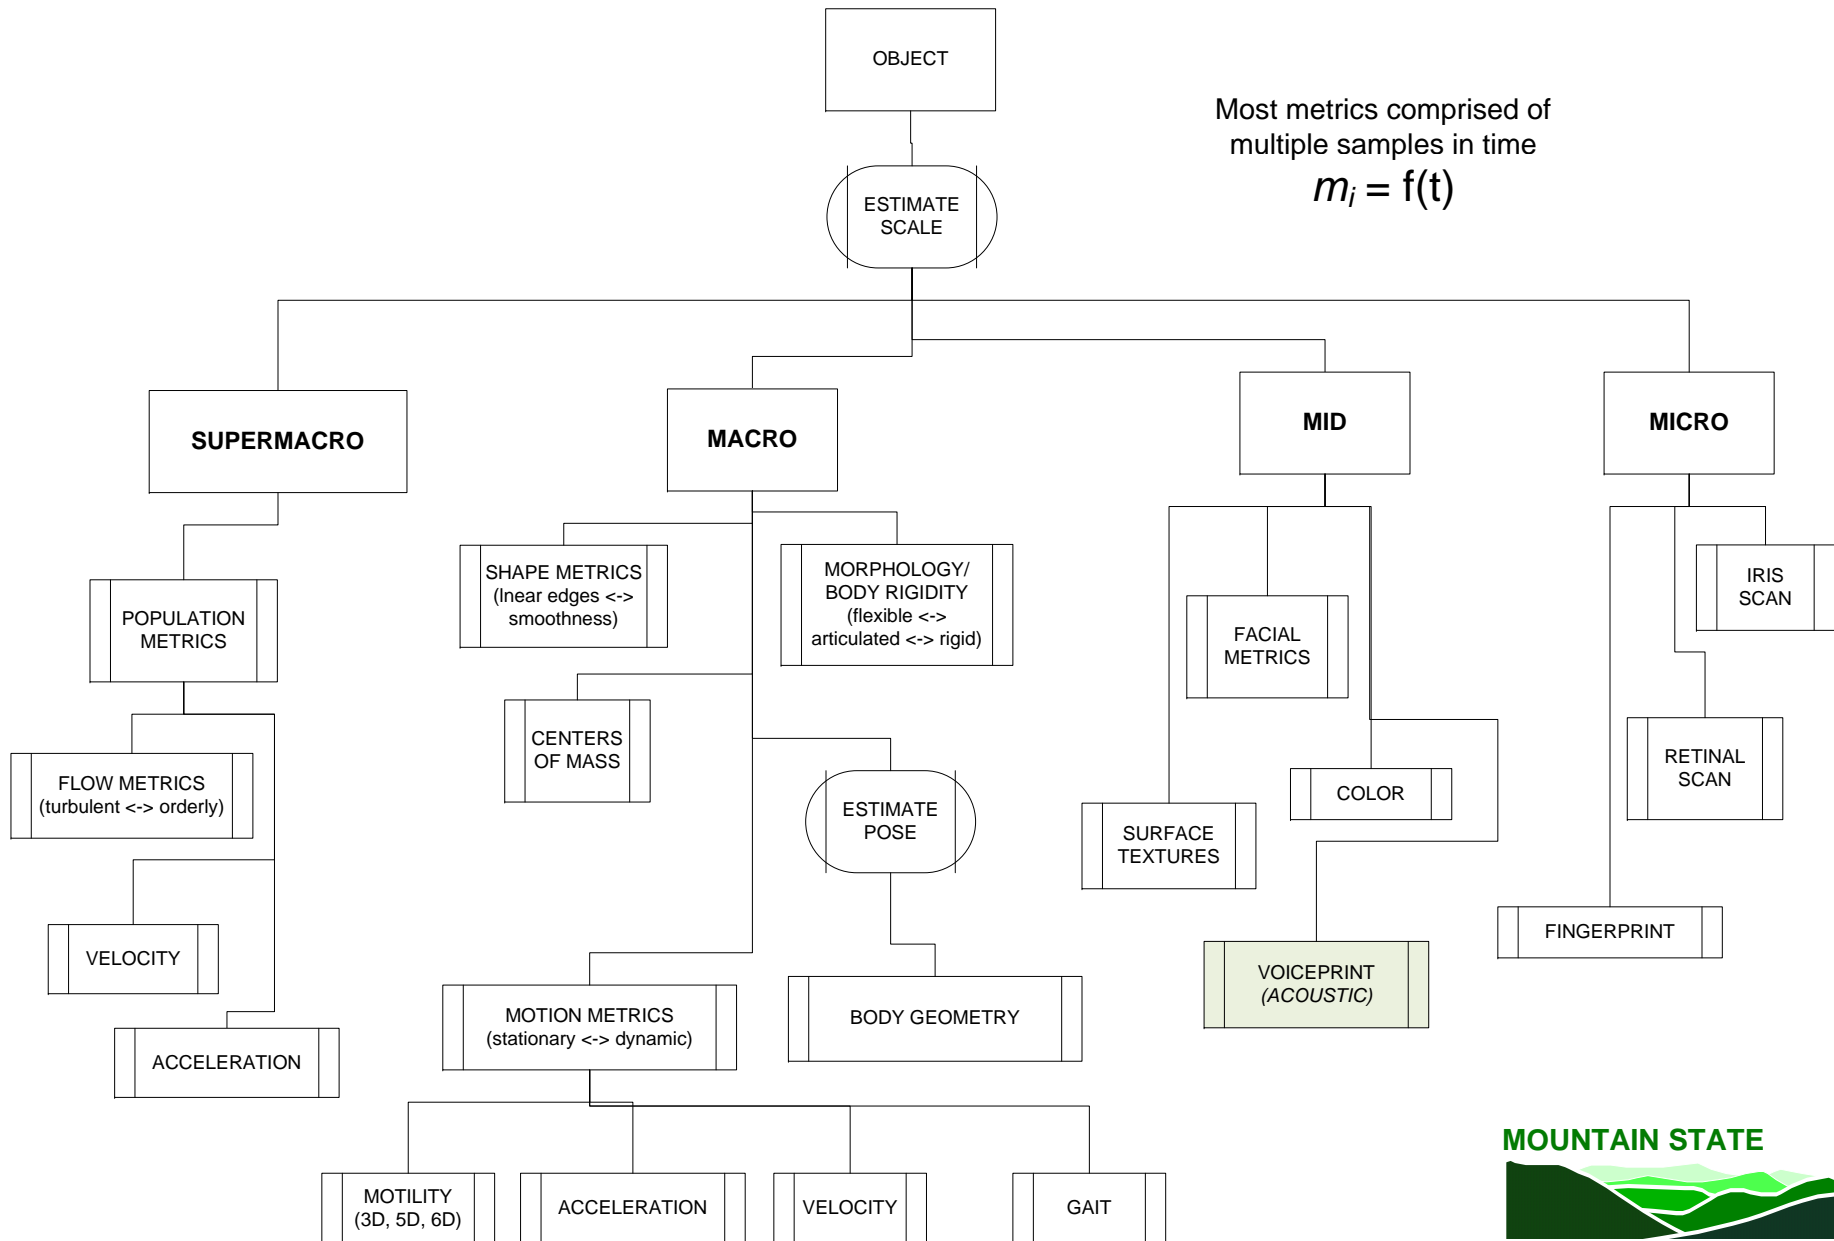 OBJECT
Most metrics comprised of
multiple samples in time
m_i = f(t)
ESTIMATE
SCALE
SUPERMACRO
MACRO
MID
MICRO
SHAPE METRICS
(lnear edges <->
smoothness)
MORPHOLOGY/
BODY RIGIDITY
(flexible <->
articulated <-> rigid)
IRIS
SCAN
POPULATION
METRICS
FACIAL
METRICS
CENTERS
OF MASS
RETINAL
SCAN
FLOW METRICS
(turbulent <-> orderly)
ESTIMATE
POSE
COLOR
SURFACE
TEXTURES
FINGERPRINT
VELOCITY
VOICEPRINT
(ACOUSTIC)
MOTION METRICS
(stationary <-> dynamic)
BODY GEOMETRY
ACCELERATION
MOUNTAIN STATE
MOTILITY
(3D, 5D, 6D)
ACCELERATION
VELOCITY
GAIT